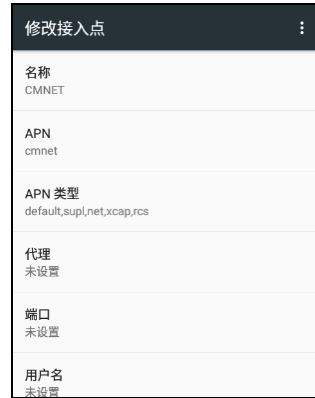 修改接入点
名称
CMNET
APN
cmnet
APN 类型
default,supl,net,xcap,rcs
代理
未设置
端口
未设置
用户名
未设置